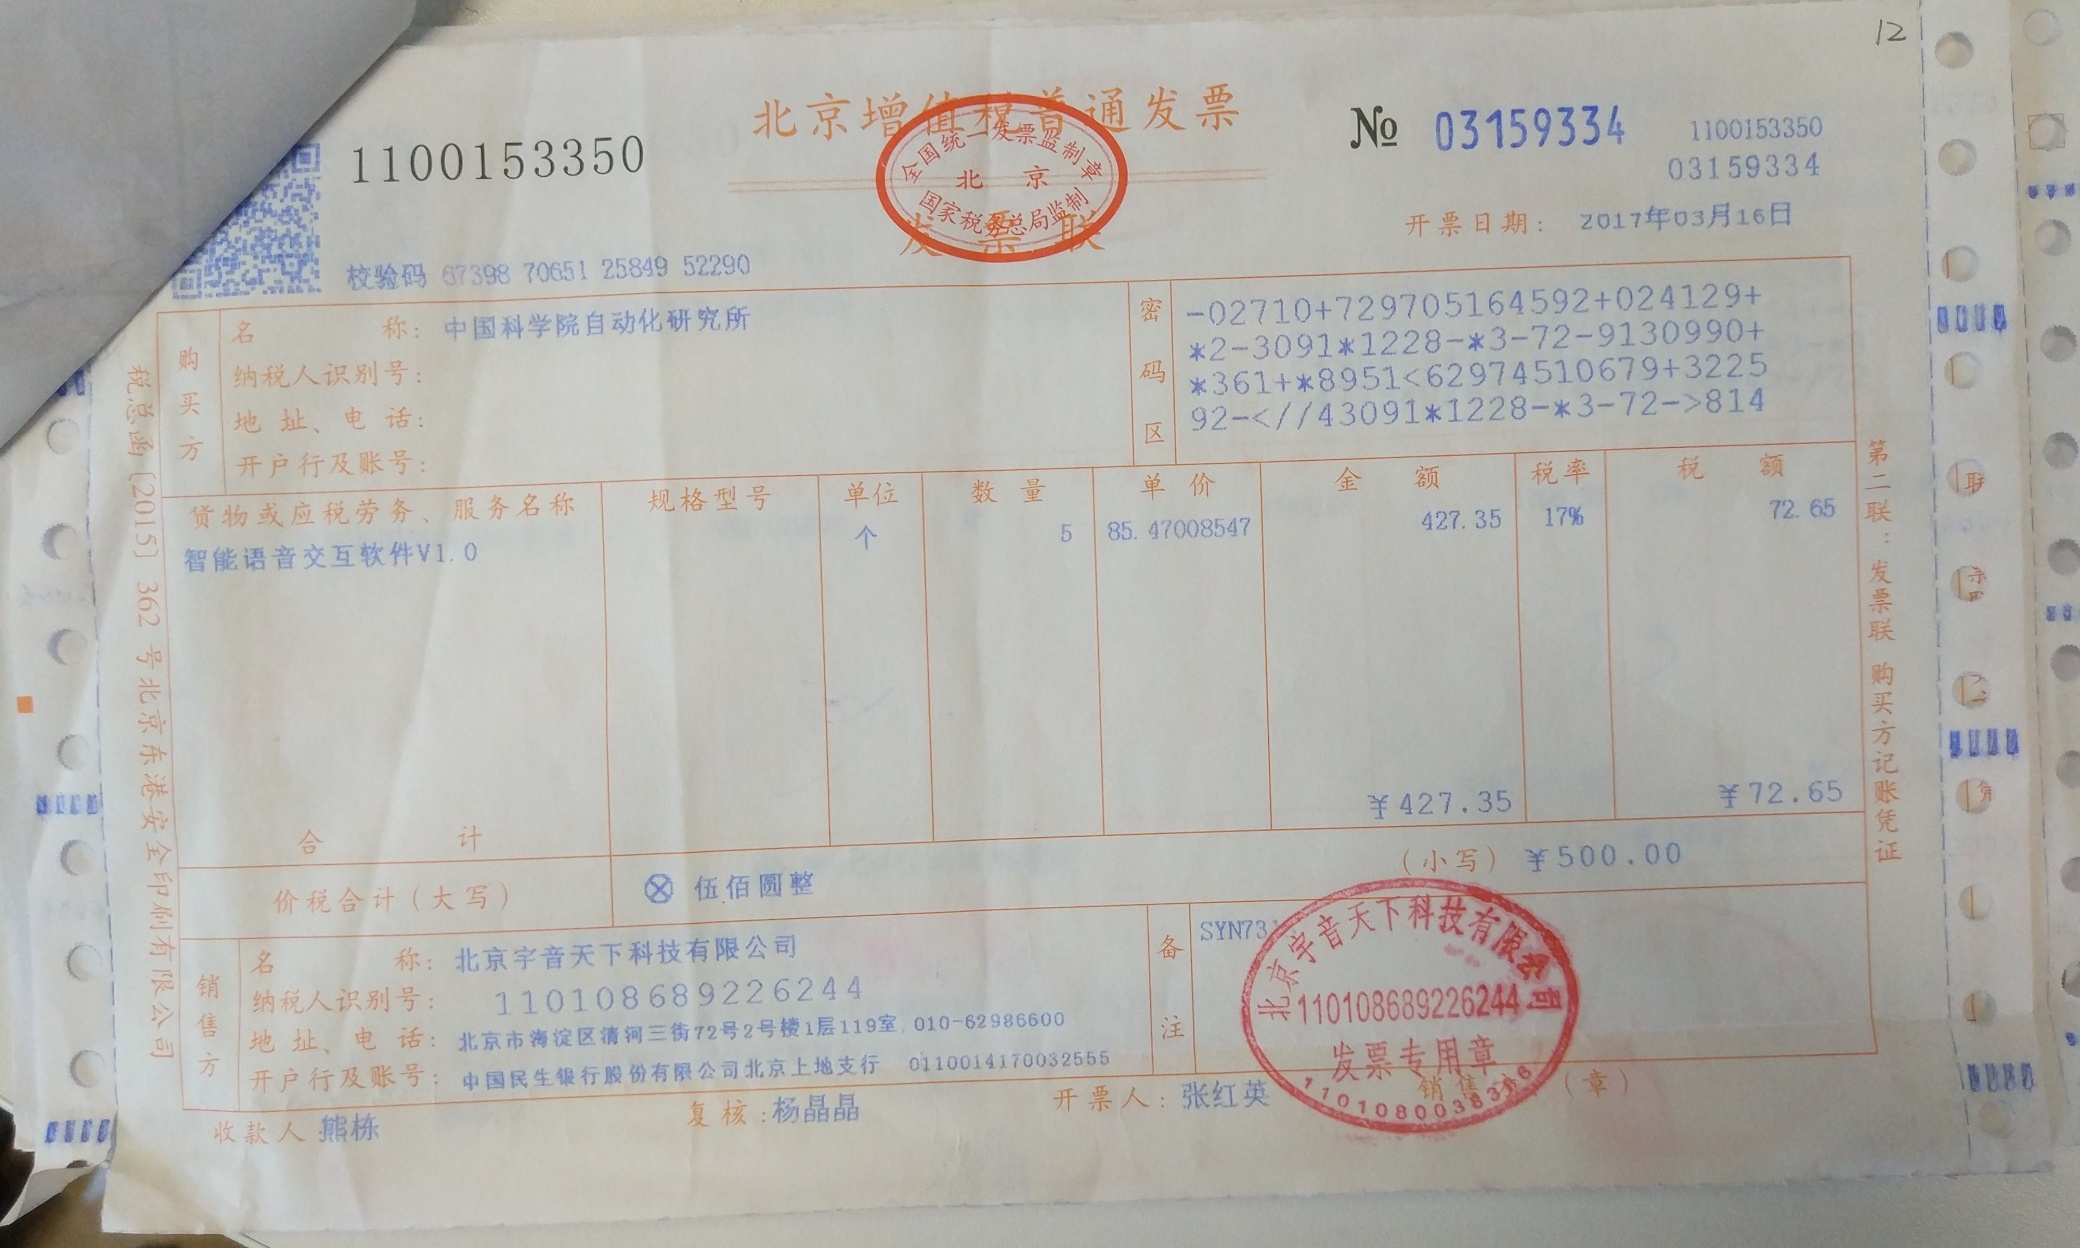 12
北京增值税普通发票
1100153350
No 03159334
1100153350
03159334
全国统一发票监制章
北京
国家税务总局监制
发票联
开票日期: 2017年03月16日
校验码 67398 70651 25849 52290
购买方
名称: 中国科学院自动化研究所
纳税人识别号:
地址、电话:
开户行及账号:
密码区
-02710+729705164592+024129+
*2-3091*1228-*3-72-9130990+
*361+*8951<62974510679+3225
92-<//43091*1228-*3-72->814
货物或应税劳务、服务名称 规格型号 单位 数量 单价 金额 税率 税额
智能语音交互软件V1.0 个 5 85.47008547 427.35 17% 72.65
合计 ¥427.35 ¥72.65
价税合计(大写) ⊗ 伍佰圆整 (小写) ¥500.00
销售方
名称: 北京宇音天下科技有限公司
纳税人识别号: 110108689226244
地址、电话: 北京市海淀区清河三街72号2号楼1层119室 010-62986600
开户行及账号: 中国民生银行股份有限公司北京上地支行 0110014170032555
备注
SYN73
北京宇音天下科技有限公司
110108689226244
发票专用章
收款人:熊栋 复核:杨晶晶 开票人:张红英 销售方:(章)
税总函[2015]362号北京东港安全印刷有限公司
第二联:发票联 购买方记账凭证